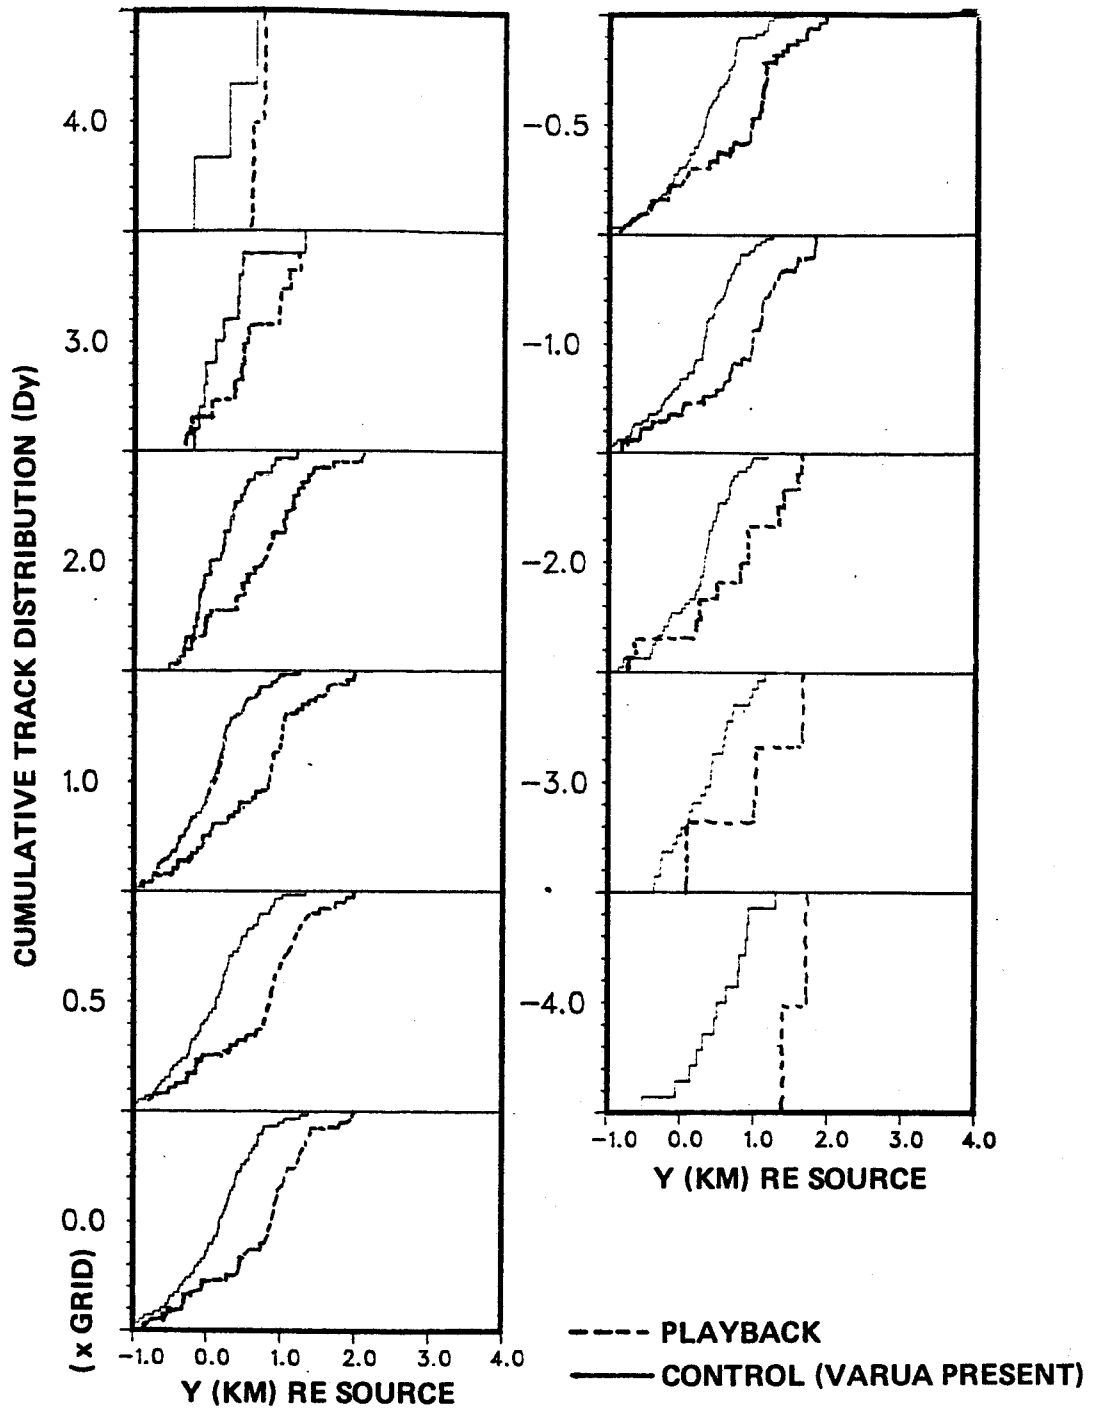 CUMULATIVE TRACK DISTRIBUTION (Dy)
(x GRID)
4.0
3.0
2.0
1.0
0.5
0.0
-1.0 0.0 1.0 2.0 3.0 4.0
Y (KM) RE SOURCE
-0.5
-1.0
-2.0
-3.0
-4.0
-1.0 0.0 1.0 2.0 3.0 4.0
Y (KM) RE SOURCE
PLAYBACK
CONTROL (VARUA PRESENT)